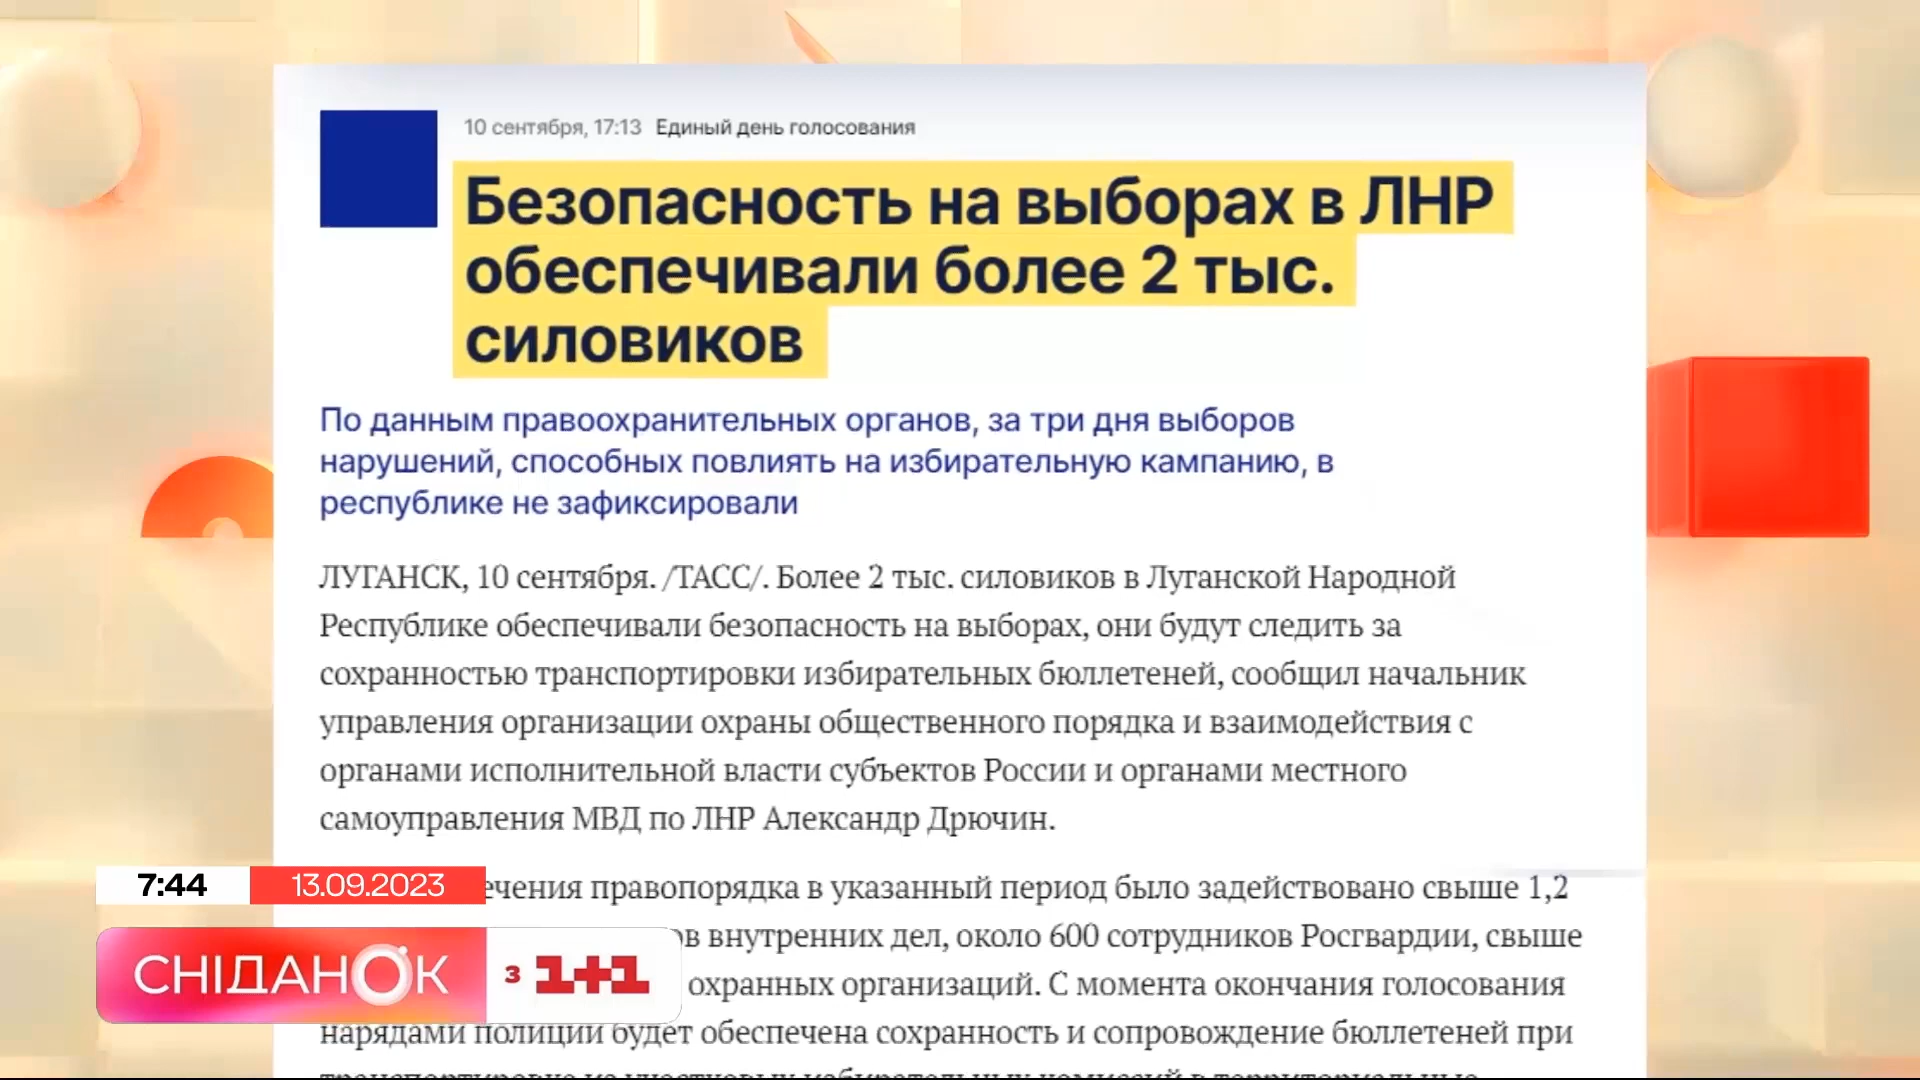 10 сентября, 17:13 Единый день голосования
Безопасность на выборах в ЛНР
обеспечивали более 2 тыс.
силовиков
По данным правоохранительных органов, за три дня выборов
нарушений, способных повлиять на избирательную кампанию, в
республике не зафиксировали
ЛУГАНСК, 10 сентября. /ТАСС/. Более 2 тыс. силовиков в Луганской Народной
Республике обеспечивали безопасность на выборах, они будут следить за
сохранностью транспортировки избирательных бюллетеней, сообщил начальник
управления организации охраны общественного порядка и взаимодействия с
органами исполнительной власти субъектов России и органами местного
самоуправления МВД по ЛНР Александр Дрючин.
7:44 13.09.2023
ечения правопорядка в указанный период было задействовано свыше 1,2
ов внутренних дел, около 600 сотрудников Росгвардии, свыше
СНІДАНОК з 1+1
охранных организаций. С момента окончания голосования
нарядами полиции будет обеспечена сохранность и сопровождение бюллетеней при